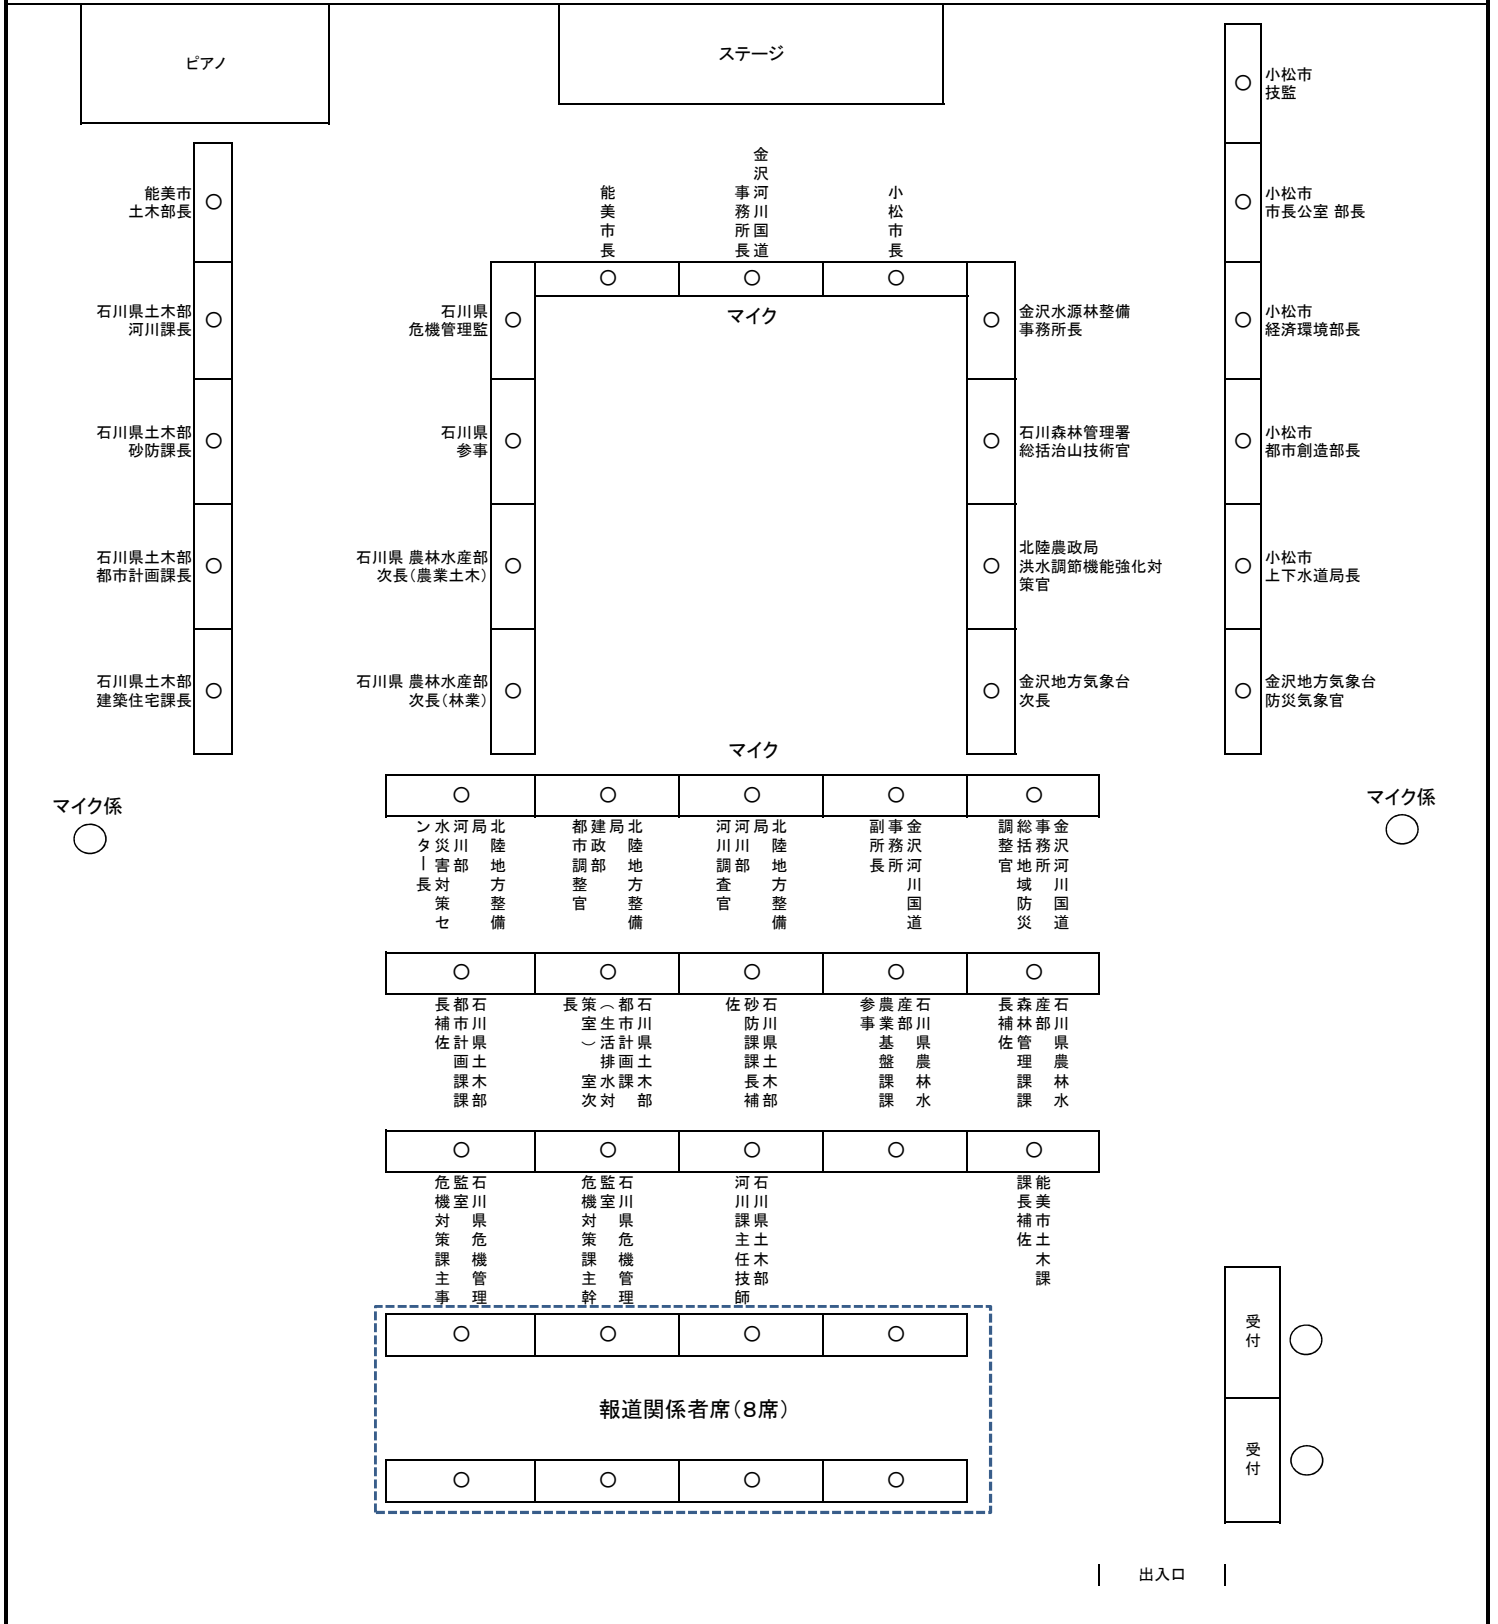 ピアノ
ステージ
小松市
技監
能美市
土木部長
能美市長
金沢河川国道
事務所長
小松市長
小松市
市長公室 部長
石川県土木部
河川課長
石川県
危機管理監
マイク
金沢水源林整備
事務所長
小松市
経済環境部長
石川県土木部
砂防課長
石川県
参事
石川森林管理署
総括治山技術官
小松市
都市創造部長
石川県土木部
都市計画課長
石川県 農林水産部
次長(農業土木)
北陸農政局
洪水調節機能強化対
策官
小松市
上下水道局長
石川県土木部
建築住宅課長
石川県 農林水産部
次長(林業)
金沢地方気象台
次長
金沢地方気象台
防災気象官
マイク
マイク係
マイク係
北陸地方整備
局
河川部
水災害対策セ
ンター長
北陸地方整備
局
建政部
都市調整官
北陸地方整備
局
河川部
河川調査官
金沢河川国道
事務所
副所長
金沢河川国道
事務所
総括地域防災
調整官
石川県土木部
都市計画課課
長補佐
石川県土木部
都市計画課
(生活排水対
策室) 室次
長
石川県土木部
砂防課課長補
佐
石川県農林水
産部
農業基盤課課
参事
石川県農林水
産部
森林管理課課
長補佐
石川県危機管理
監室
危機対策課主事
石川県危機管理
監室
危機対策課主幹
石川県土木部
河川課主任技師
能美市土木課
課長補佐
報道関係者席(8席)
受付
受付
出入口